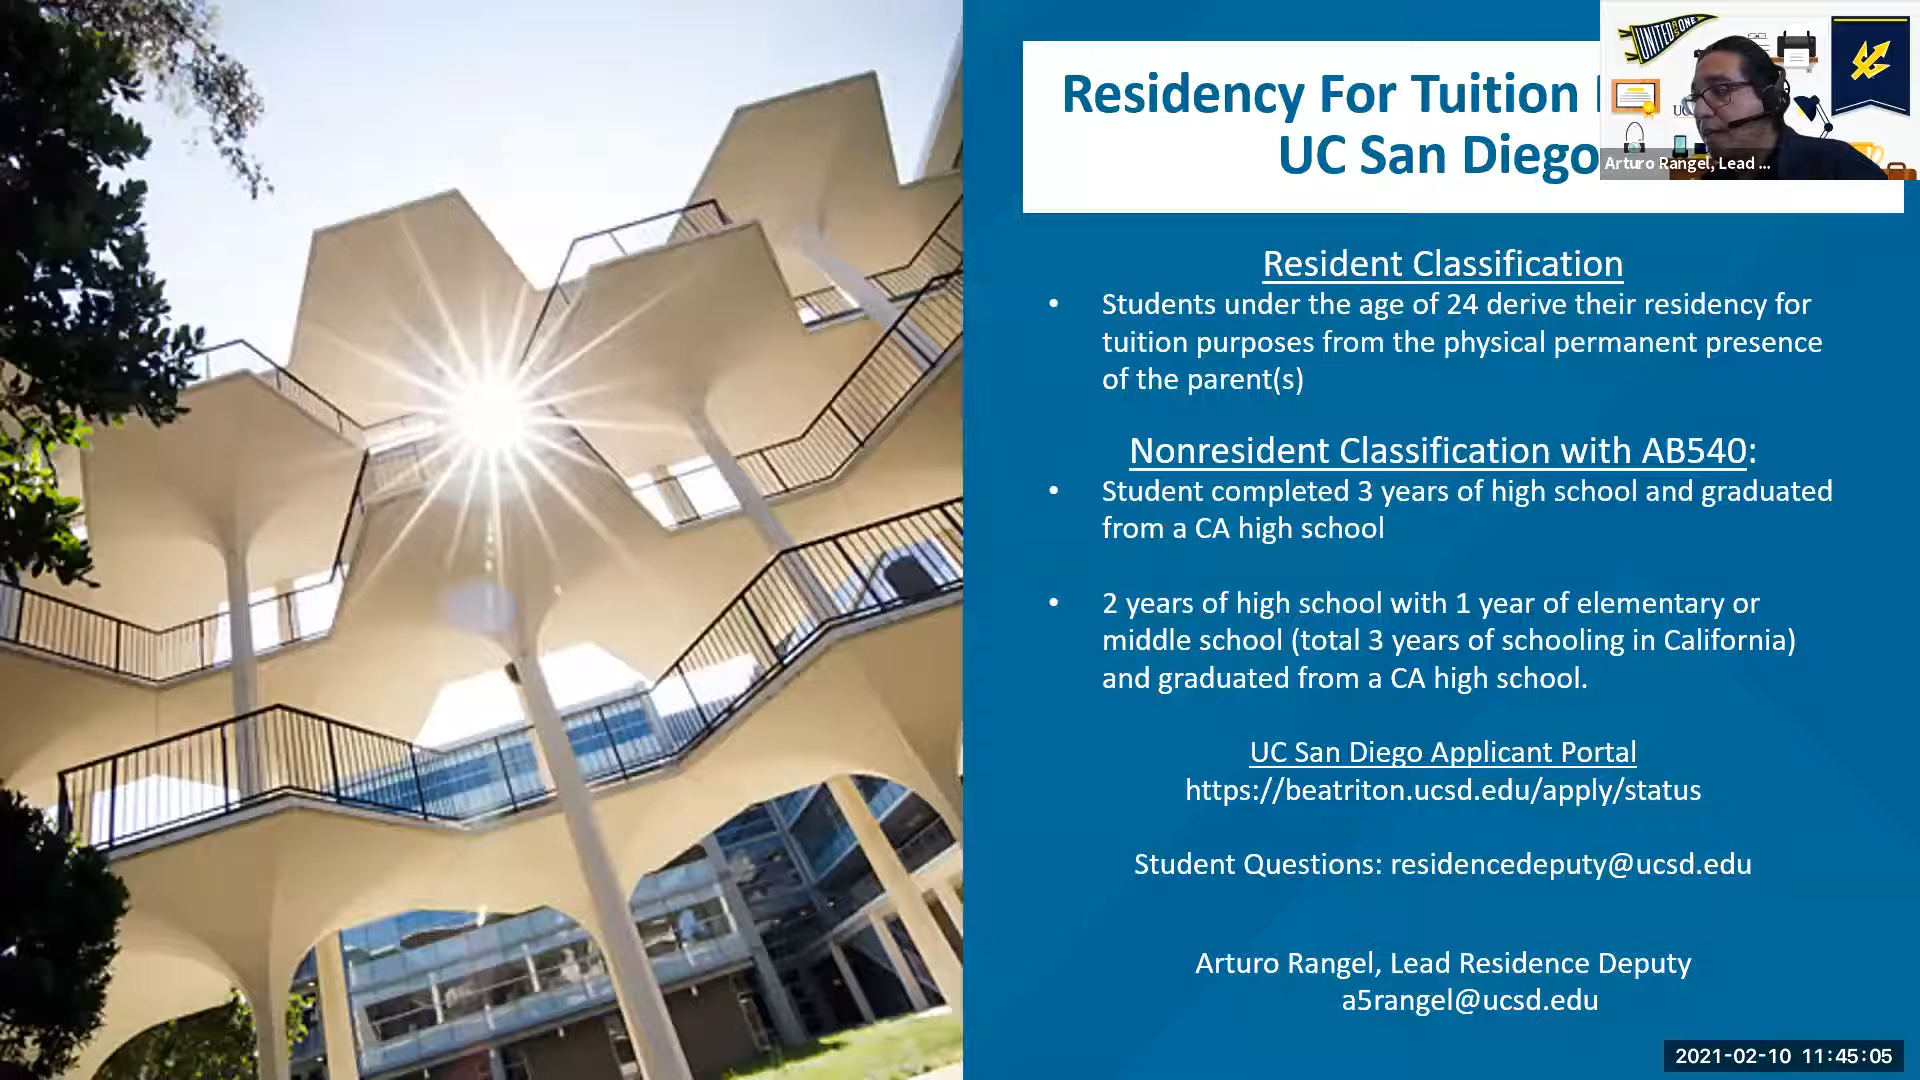 Residency For Tuition
UC San Diego
UNITED AS ONE
UC
Arturo Rangel, Lead ...
Resident Classification
• Students under the age of 24 derive their residency for
tuition purposes from the physical permanent presence
of the parent(s)
Nonresident Classification with AB540:
• Student completed 3 years of high school and graduated
from a CA high school
• 2 years of high school with 1 year of elementary or
middle school (total 3 years of schooling in California)
and graduated from a CA high school.
UC San Diego Applicant Portal
https://beatriton.ucsd.edu/apply/status
Student Questions: residencedeputy@ucsd.edu
Arturo Rangel, Lead Residence Deputy
a5rangel@ucsd.edu
2021-02-10 11:45:05